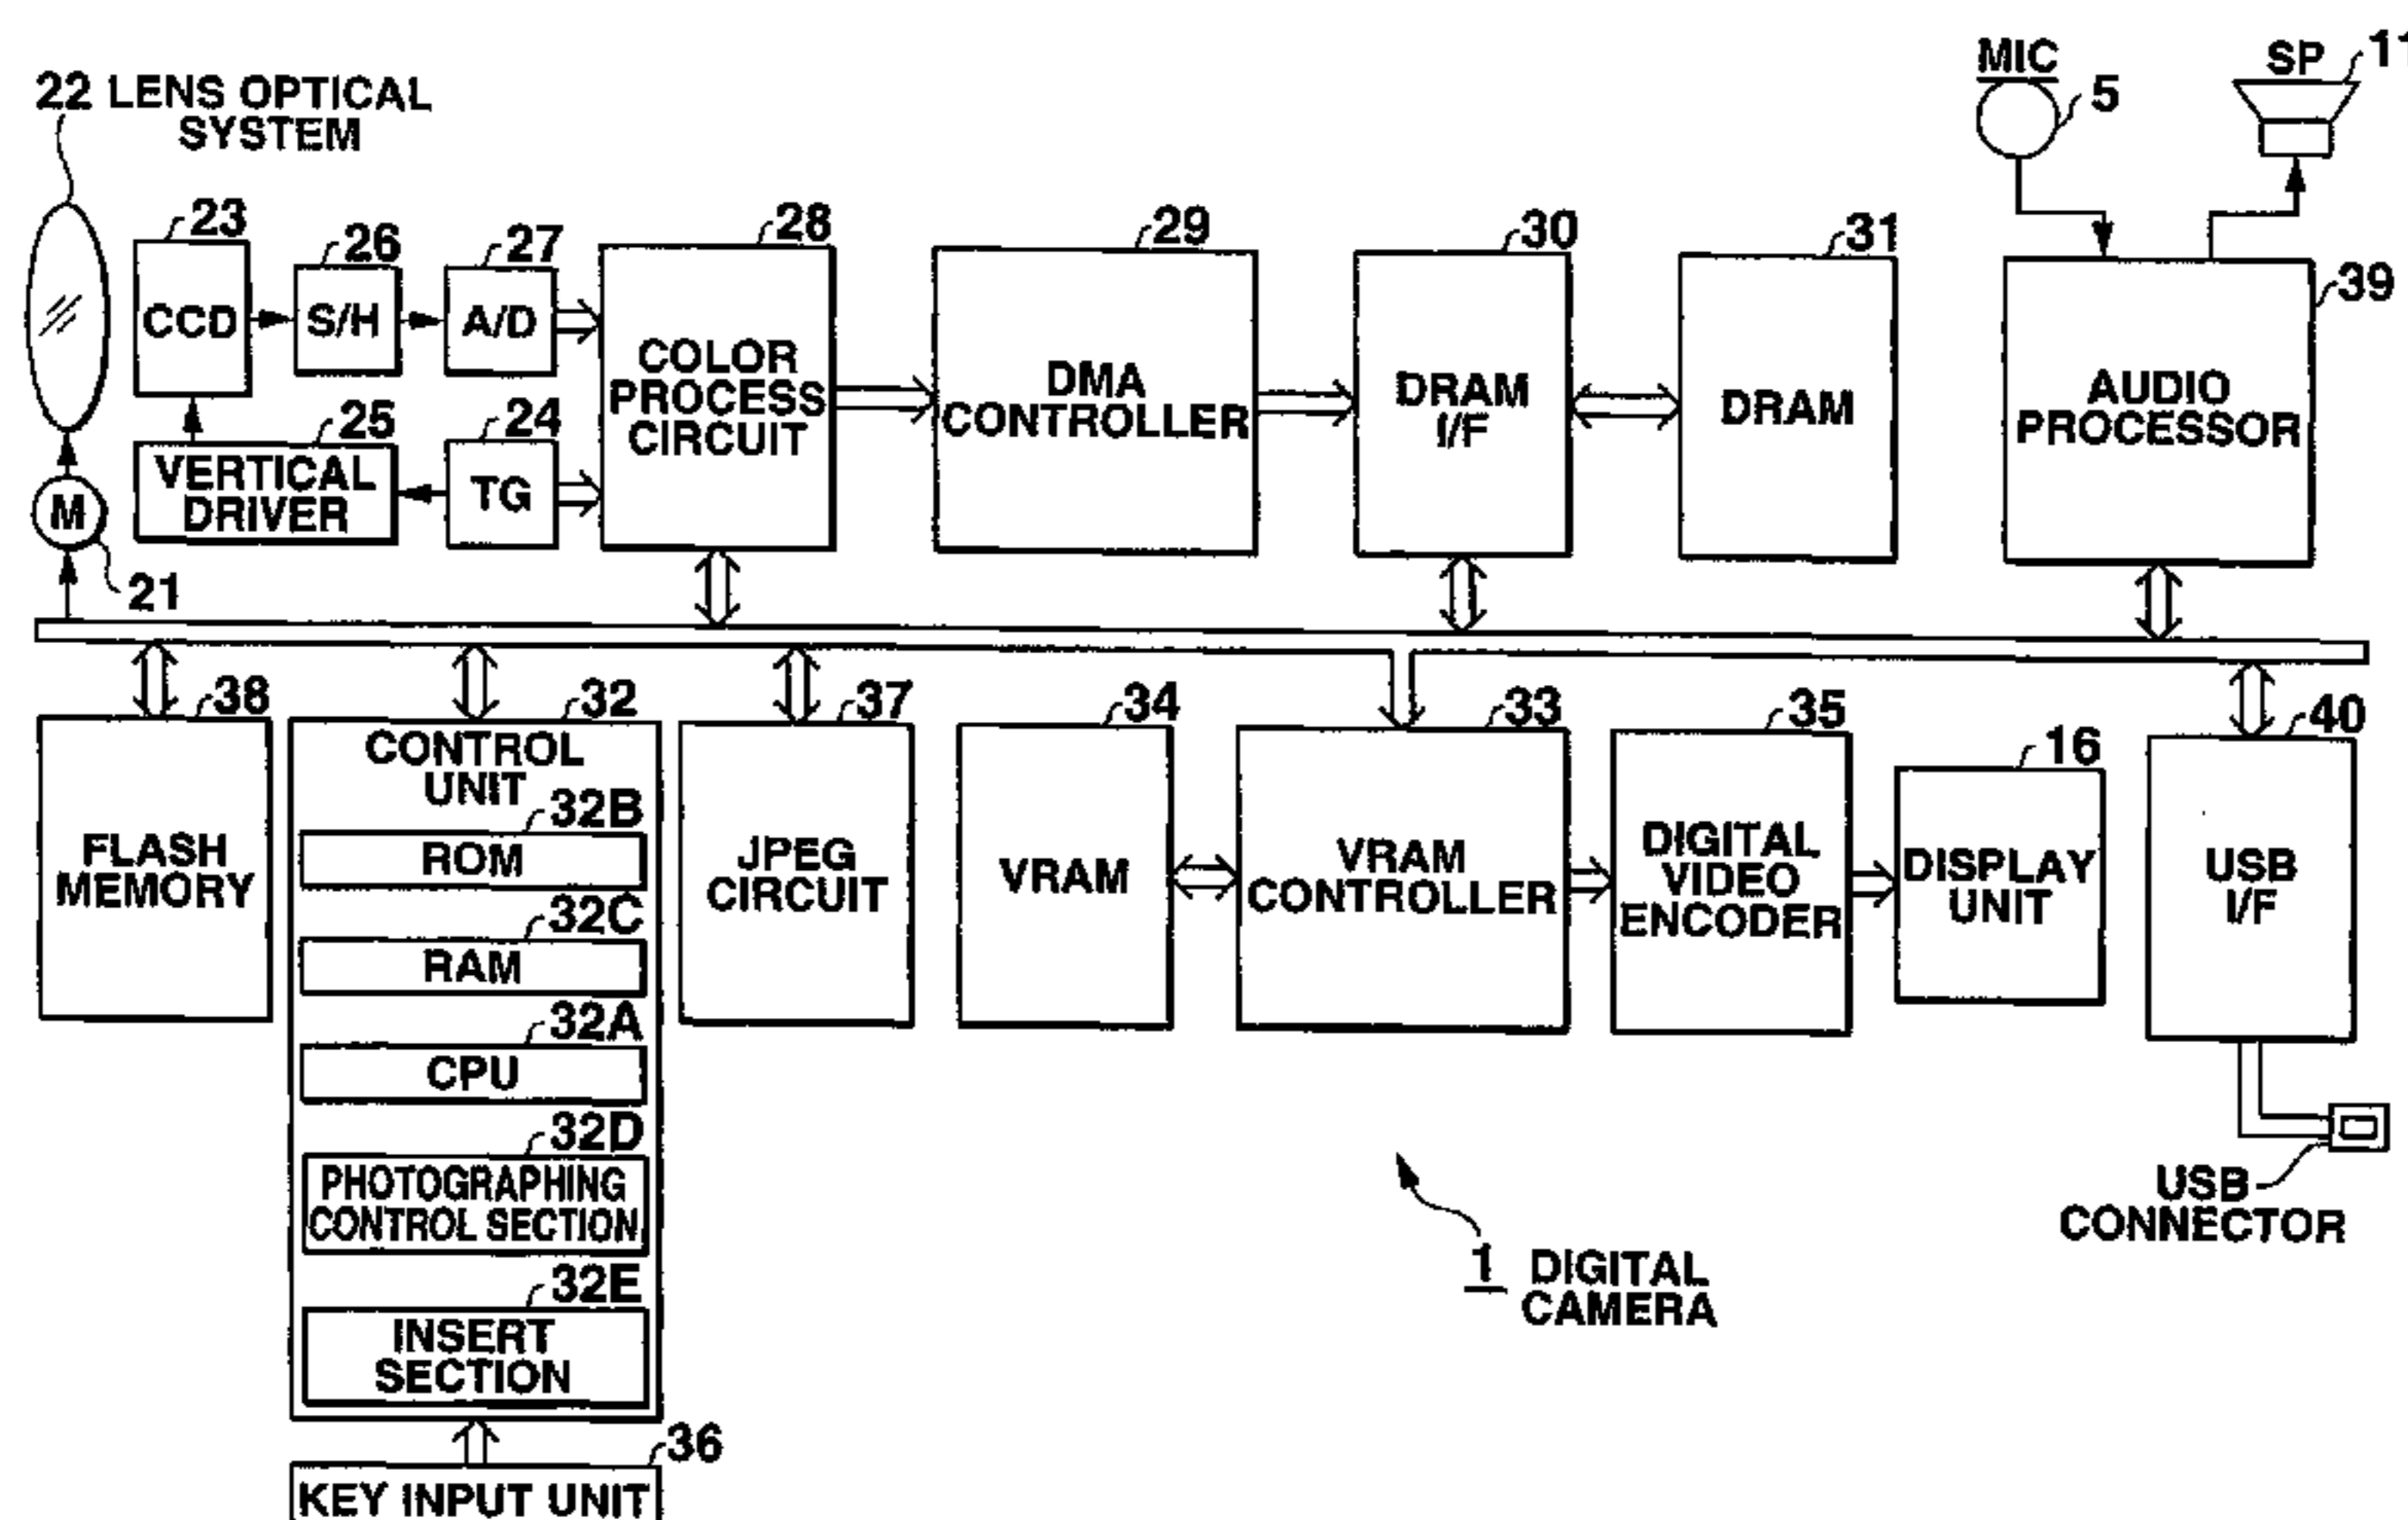 22 LENS OPTICAL
SYSTEM
MIC
5
SP
11
23
CCD
26
S/H
27
A/D
28
COLOR
PROCESS
CIRCUIT
29
DMA
CONTROLLER
30
DRAM
I/F
31
DRAM
39
AUDIO
PROCESSOR
25
VERTICAL
DRIVER
24
TG
M
21
38
FLASH
MEMORY
32
CONTROL
UNIT
32B
ROM
32C
RAM
32A
CPU
32D
PHOTOGRAPHING
CONTROL SECTION
32E
INSERT
SECTION
36
KEY INPUT UNIT
37
JPEG
CIRCUIT
34
VRAM
33
VRAM
CONTROLLER
35
DIGITAL
VIDEO
ENCODER
16
DISPLAY
UNIT
40
USB
I/F
USB
CONNECTOR
1 DIGITAL
CAMERA